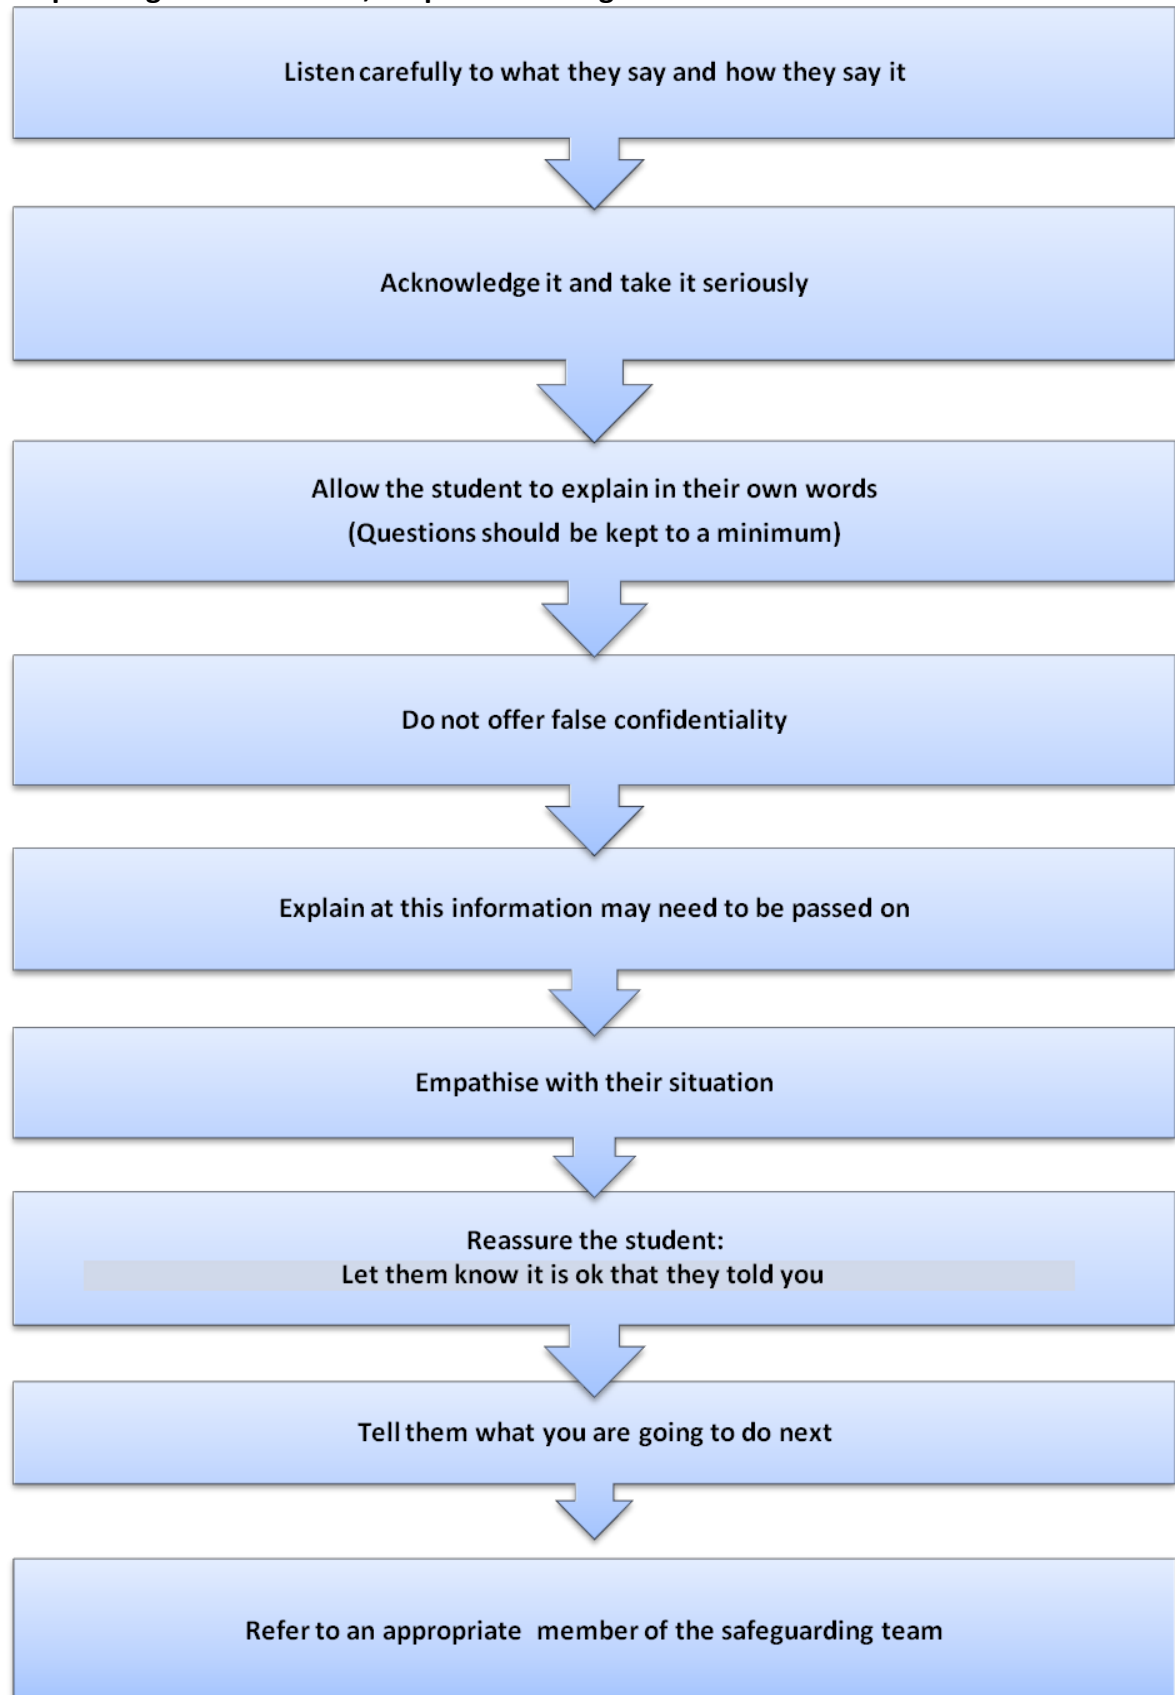 Listen carefully to what they say and how they say it
Acknowledge it and take it seriously
Allow the student to explain in their own words
(Questions should be kept to a minimum)
Do not offer false confidentiality
Explain at this information may need to be passed on
Empathise with their situation
Reassure the student:
Let them know it is ok that they told you
Tell them what you are going to do next
Refer to an appropriate member of the safeguarding team